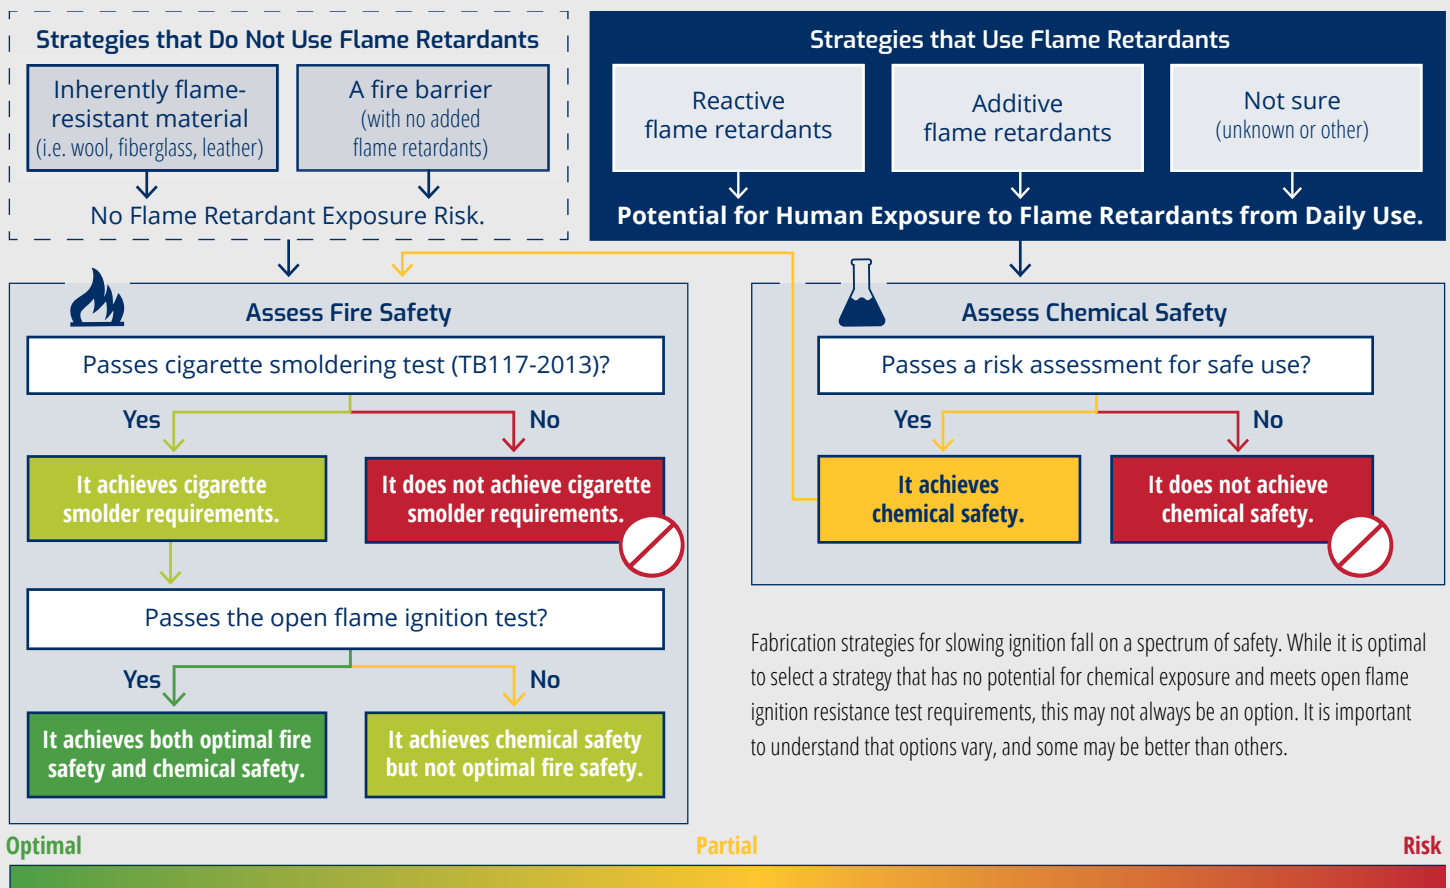 Strategies that Do Not Use Flame Retardants
Inherently flame-
resistant material
(i.e. wool, fiberglass, leather)
A fire barrier
(with no added
flame retardants)
No Flame Retardant Exposure Risk.
Strategies that Use Flame Retardants
Reactive
flame retardants
Additive
flame retardants
Not sure
(unknown or other)
Potential for Human Exposure to Flame Retardants from Daily Use.
Assess Fire Safety
Passes cigarette smoldering test (TB117-2013)?
Yes
No
It achieves cigarette
smolder requirements.
It does not achieve cigarette
smolder requirements.
Passes the open flame ignition test?
Yes
No
It achieves both optimal fire
safety and chemical safety.
It achieves chemical safety
but not optimal fire safety.
Assess Chemical Safety
Passes a risk assessment for safe use?
Yes
No
It achieves
chemical safety.
It does not achieve
chemical safety.
Fabrication strategies for slowing ignition fall on a spectrum of safety. While it is optimal
to select a strategy that has no potential for chemical exposure and meets open flame
ignition resistance test requirements, this may not always be an option. It is important
to understand that options vary, and some may be better than others.
Optimal
Partial
Risk